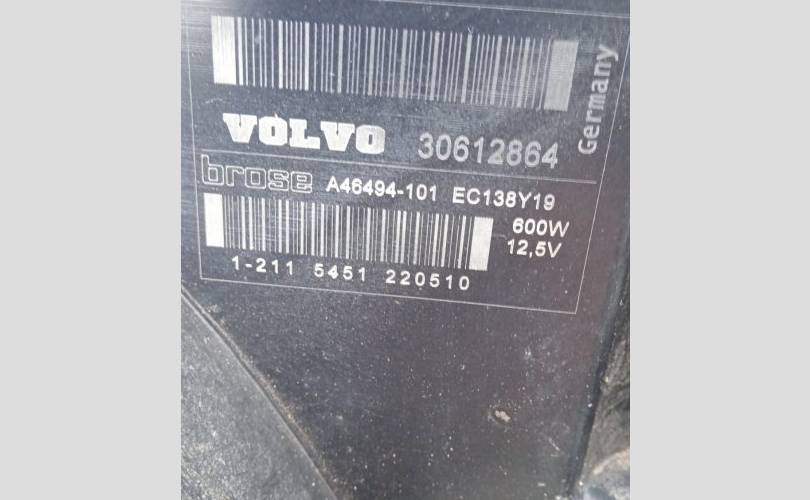 VOLVO 30612864
Germany
brose A46494-101 EC138Y19
600W
12,5V
1-211 5451 220510